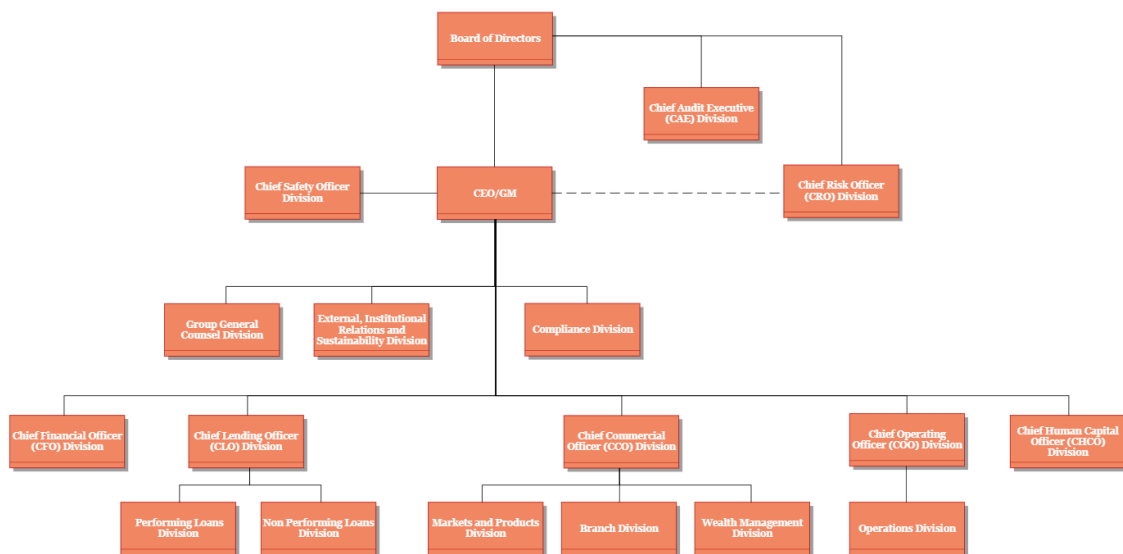 Board of Directors
Chief Audit Executive
(CAE) Division
Chief Safety Officer
Division
CEO/GM
Chief Risk Officer
(CRO) Division
Group General
Counsel Division
External, Institutional
Relations and
Sustainability Division
Compliance Division
Chief Financial Officer
(CFO) Division
Chief Lending Officer
(CLO) Division
Chief Commercial
Officer (CCO) Division
Chief Operating
Officer (COO) Division
Chief Human Capital
Officer (CHCO)
Division
Performing Loans
Division
Non Performing Loans
Division
Markets and Products
Division
Branch Division
Wealth Management
Division
Operations Division